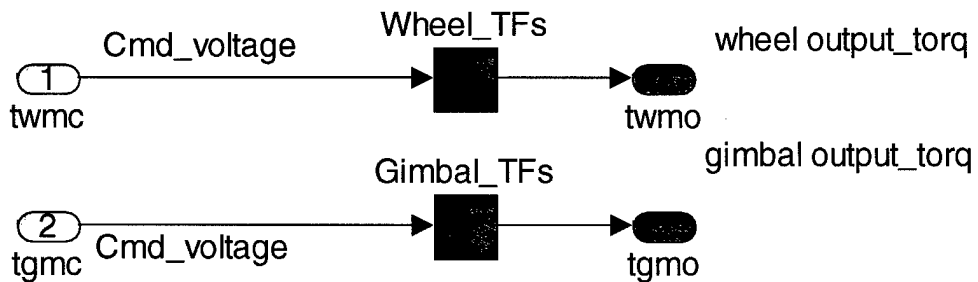 Wheel_TFs
Cmd_voltage
wheel output_torq
1
twmc
twmo
gimbal output_torq
Gimbal_TFs
2
Cmd_voltage
tgmc
tgmo